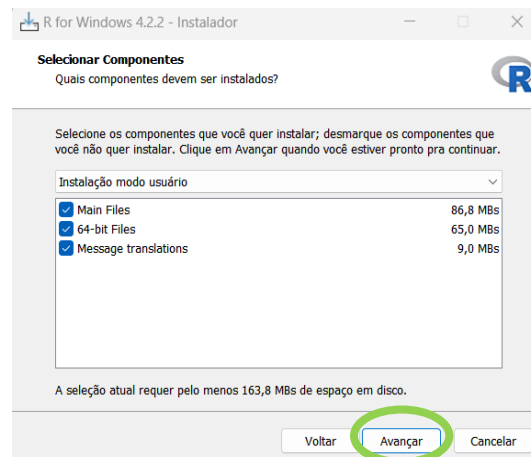 R for Windows 4.2.2 - Instalador
Selecionar Componentes
Quais componentes devem ser instalados?
R
Selecione os componentes que você quer instalar; desmarque os componentes que
você não quer instalar. Clique em Avançar quando você estiver pronto pra continuar.
Instalação modo usuário
Main Files 86,8 MBs
64-bit Files 65,0 MBs
Message translations 9,0 MBs
A seleção atual requer pelo menos 163,8 MBs de espaço em disco.
Voltar Avançar Cancelar